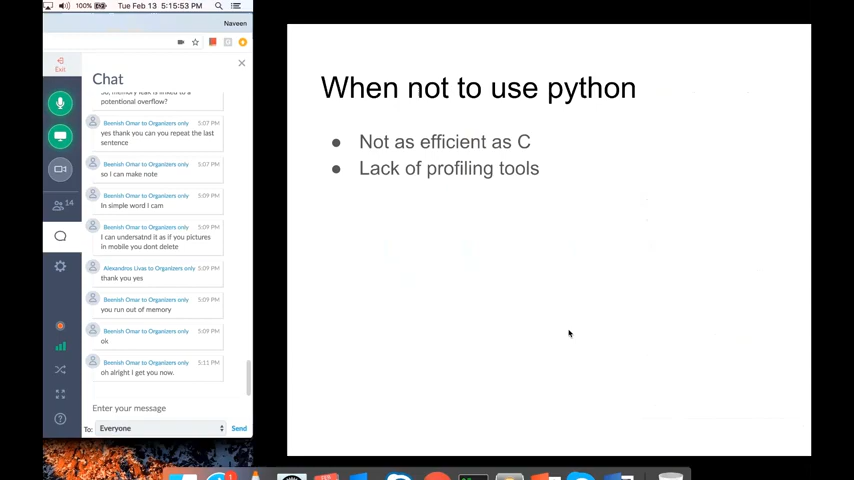 100%
Tue Feb 13 5:15:53 PM
Naveen
Exit
Chat
So, memory leak is linked to a
potentional overflow?
Beenish Omar to Organizers only 5:07 PM
yes thank you can you repeat the last
sentence
Beenish Omar to Organizers only 5:07 PM
so I can make note
Beenish Omar to Organizers only 5:09 PM
In simple word I cam
Beenish Omar to Organizers only 5:09 PM
I can undersatnd it as if you pictures
in mobile you dont delete
Alexandros Livas to Organizers only 5:09 PM
thank you yes
Beenish Omar to Organizers only 5:09 PM
you run out of memory
Beenish Omar to Organizers only 5:09 PM
ok
Beenish Omar to Organizers only 5:11 PM
oh alright I get you now.
14
Enter your message
To: Everyone
Send
When not to use python
● Not as efficient as C
● Lack of profiling tools